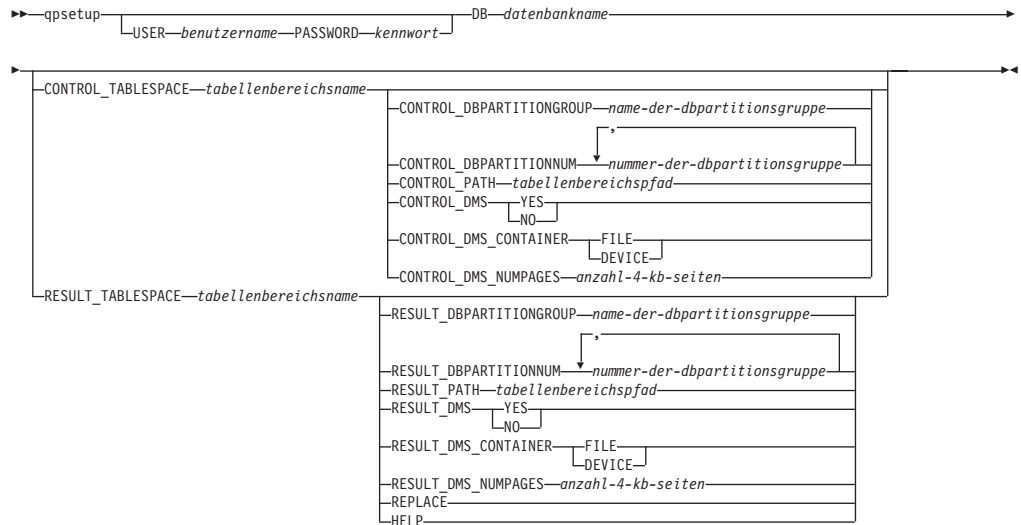 qpsetup DB datenbankname
USER benutzername PASSWORD kennwort
CONTROL_TABLESPACE tabellenbereichsname
CONTROL_DBPARTITIONGROUP name-der-dbpartitionsgruppe
,
CONTROL_DBPARTITIONNUM nummer-der-dbpartitionsgruppe
CONTROL_PATH tabellenbereichspfad
CONTROL_DMS YES
NO
CONTROL_DMS_CONTAINER FILE
DEVICE
CONTROL_DMS_NUMPAGES anzahl-4-kb-seiten
RESULT_TABLESPACE tabellenbereichsname
RESULT_DBPARTITIONGROUP name-der-dbpartitionsgruppe
,
RESULT_DBPARTITIONNUM nummer-der-dbpartitionsgruppe
RESULT_PATH tabellenbereichspfad
RESULT_DMS YES
NO
RESULT_DMS_CONTAINER FILE
DEVICE
RESULT_DMS_NUMPAGES anzahl-4-kb-seiten
REPLACE
HELP